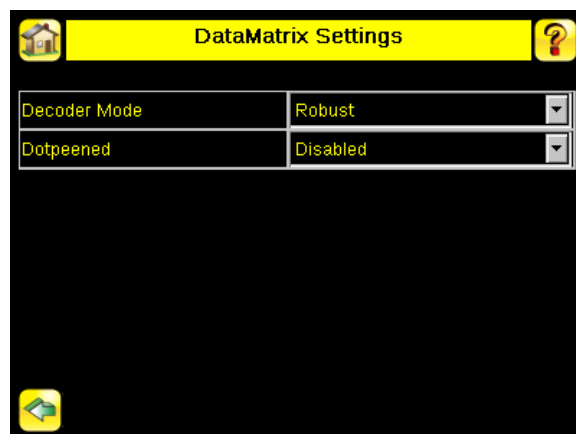 DataMatrix Settings
Decoder Mode Robust
Dotpeened Disabled